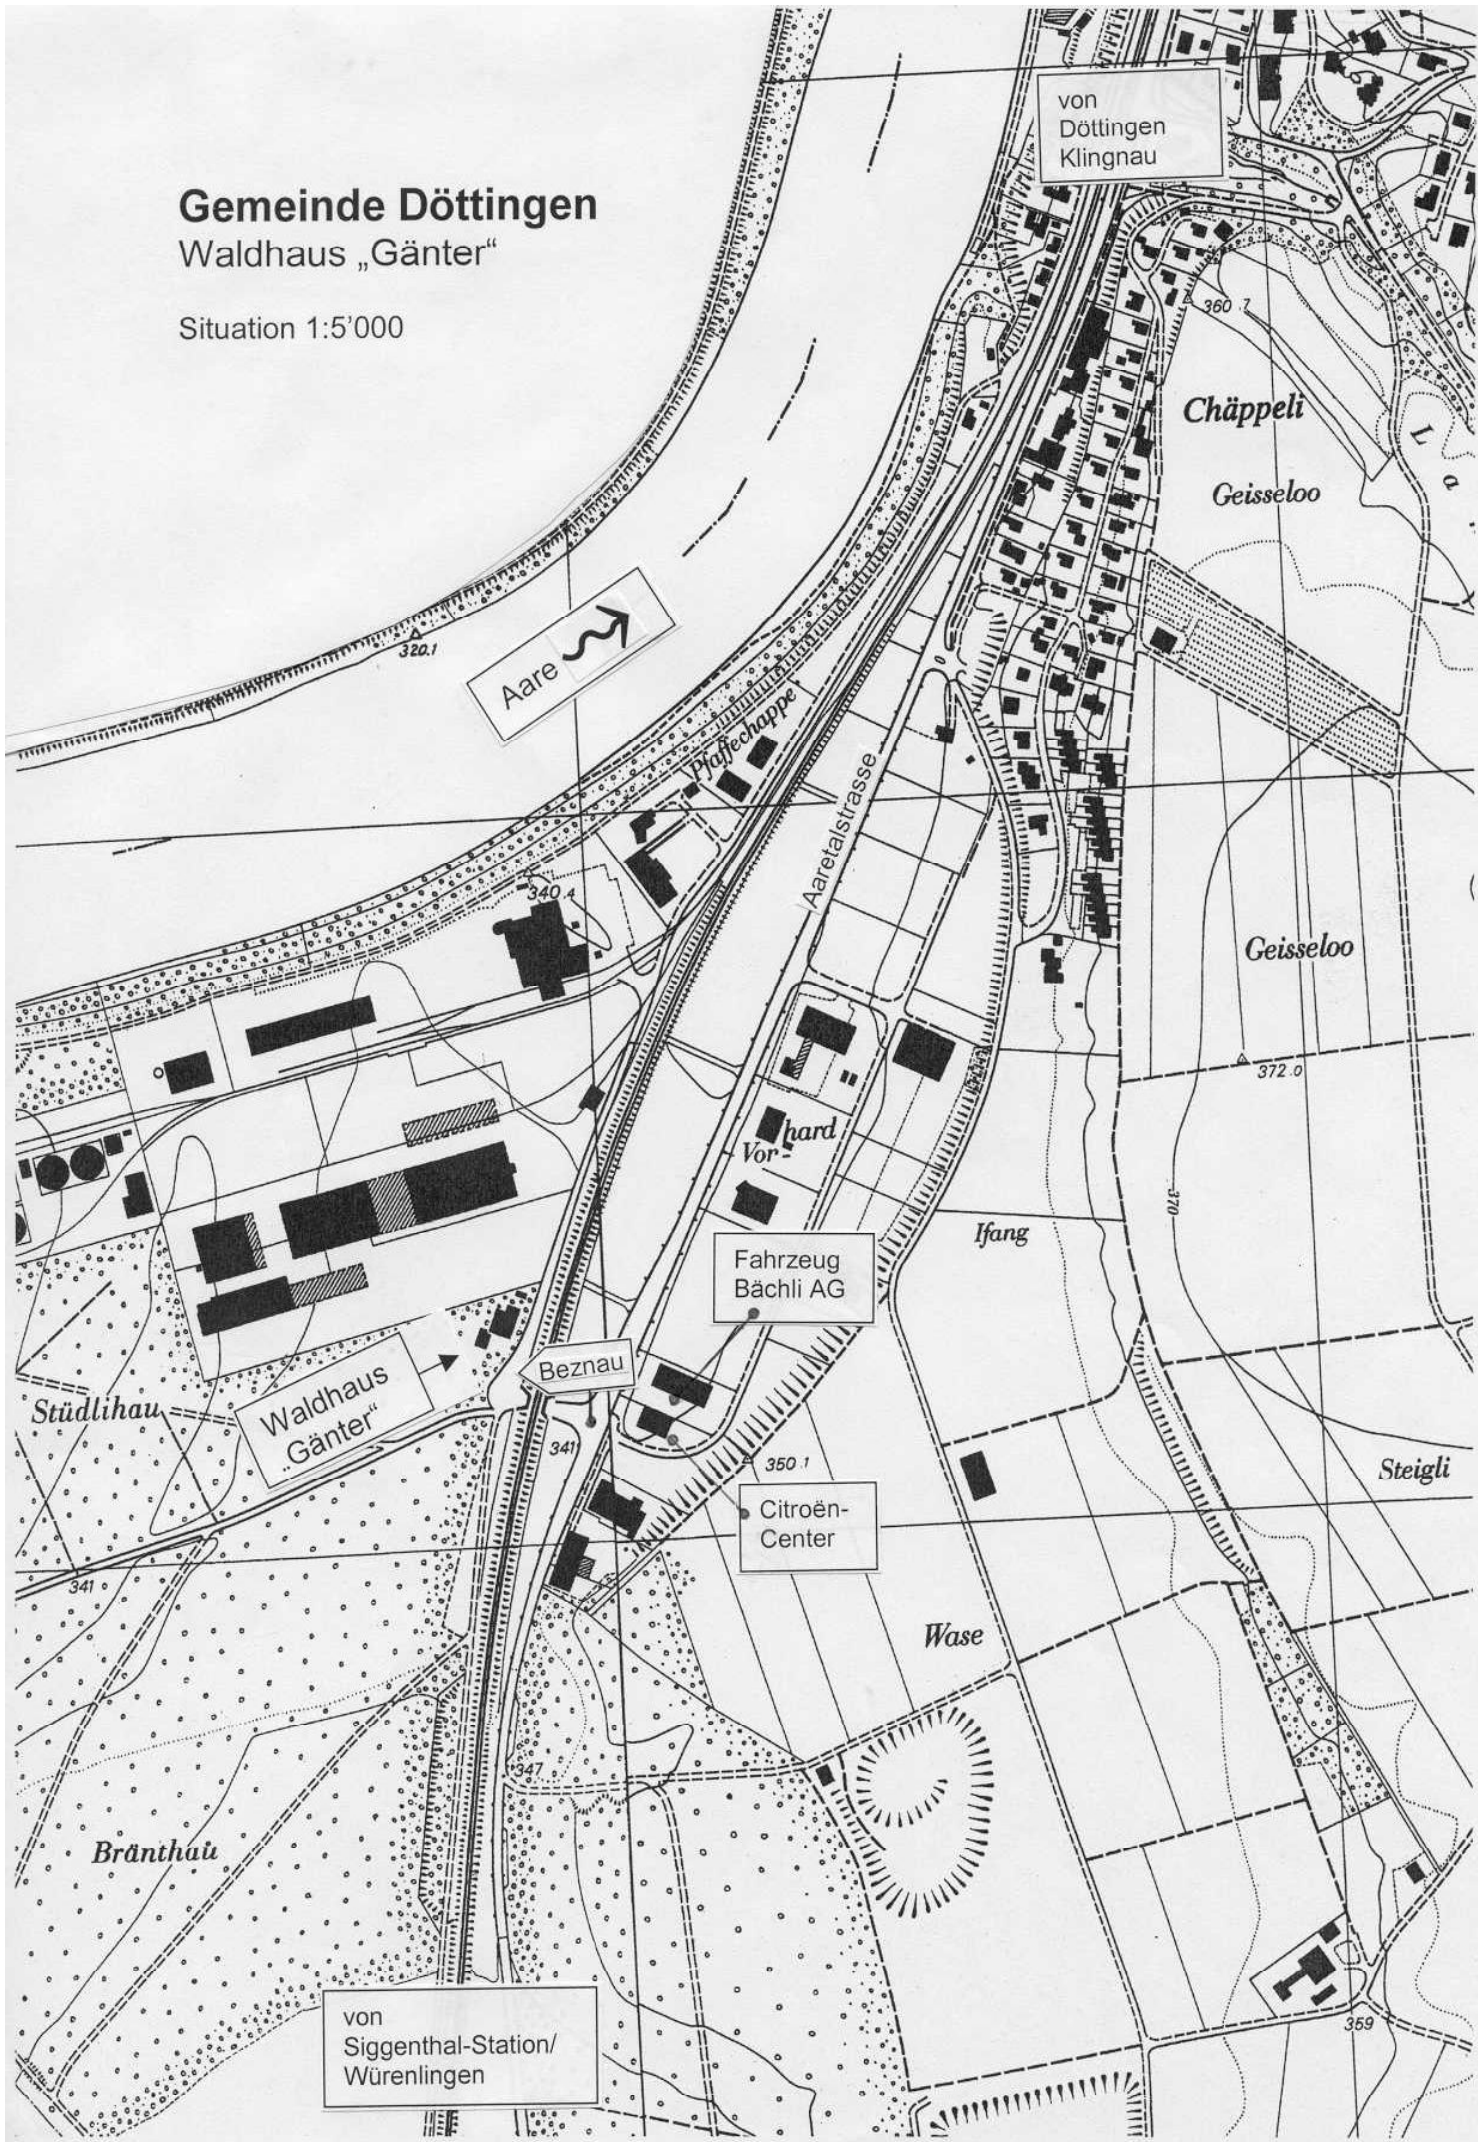 von
Döttingen
Klingnau
Gemeinde Döttingen
Waldhaus „Gänter“
Situation 1:5’000
360.7
Chäppeli
L a
Geisseloo
320.1
Aare
Pfaffechappe
Aaretalstrasse
340.4
Geisseloo
372.0
Vor-
hard
370
Ifang
Fahrzeug
Bächli AG
Beznau
Waldhaus
„Gänter“
Stüdlihau
341
350.1
Steigli
Citroën-
Center
341
Wase
347
Bränthau
von
Siggenthal-Station/
Würenlingen
359